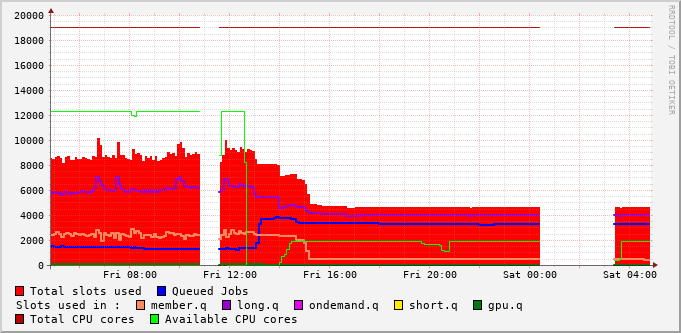 20000
18000
16000
14000
12000
10000
8000
6000
4000
2000
0
Fri 08:00 Fri 12:00 Fri 16:00 Fri 20:00 Sat 00:00 Sat 04:00
Total slots used Queued Jobs
Slots used in : member.q long.q ondemand.q short.q gpu.q
Total CPU cores Available CPU cores
RRDTOOL / TOBI OETIKER